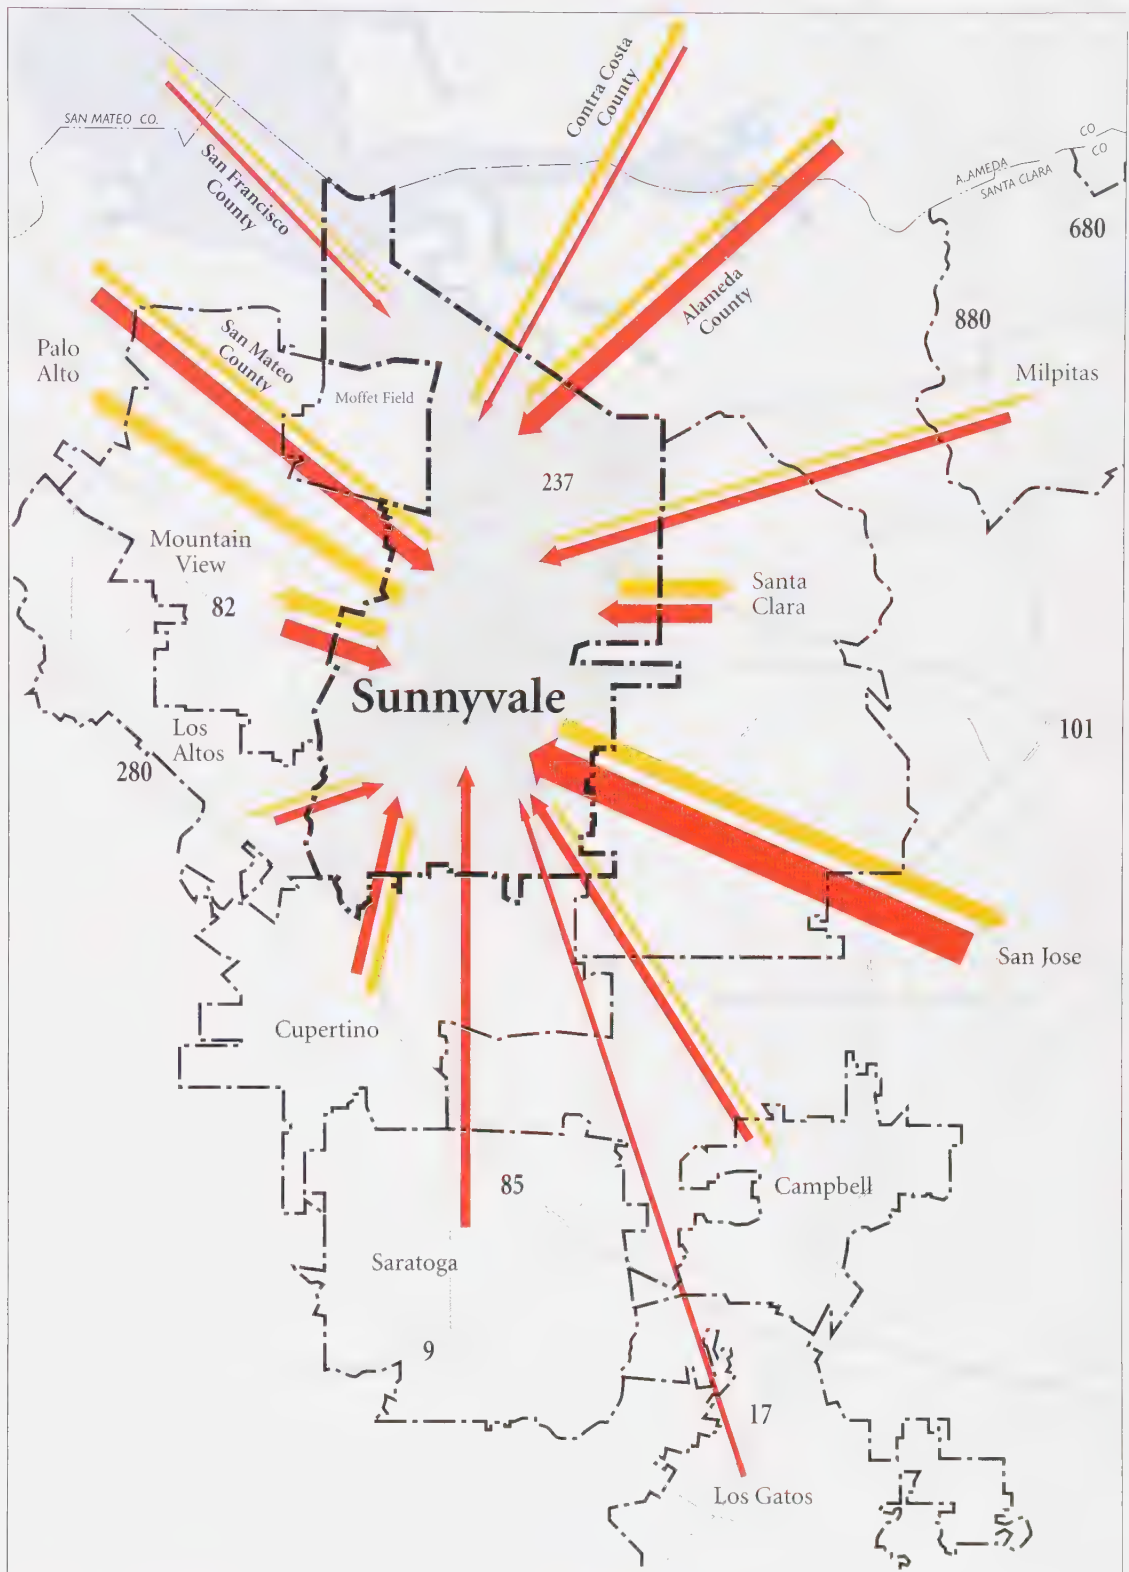 SAN MATEO CO.
San Francisco
County
Contra Costa
County
CO
CO
A.AMEDA
SANTA CLARA
680
Alameda
County
880
Palo
Alto
San Mateo
County
Moffet Field
Milpitas
237
Mountain
View
82
Santa
Clara
Sunnyvale
Los
Altos
280
101
San Jose
Cupertino
85
Campbell
Saratoga
9
17
Los Gatos